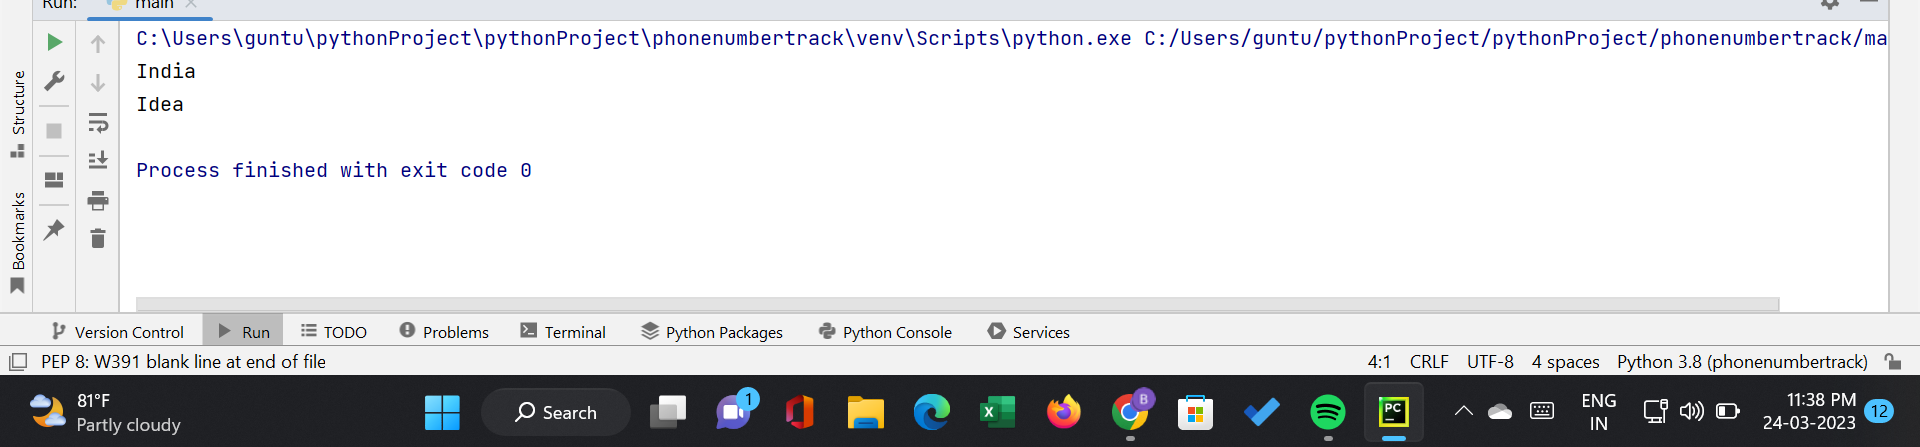 Run: main
C:\Users\guntu\pythonProject\pythonProject\phonenumbertrack\venv\Scripts\python.exe C:/Users/guntu/pythonProject/pythonProject/phonenumbertrack/ma
India
Idea
Process finished with exit code 0
Structure
Bookmarks
Version Control Run TODO Problems Terminal Python Packages Python Console Services
PEP 8: W391 blank line at end of file 4:1 CRLF UTF-8 4 spaces Python 3.8 (phonenumbertrack)
81°F
Partly cloudy
Search
1
B
PC
ENG
IN
11:38 PM
24-03-2023
12